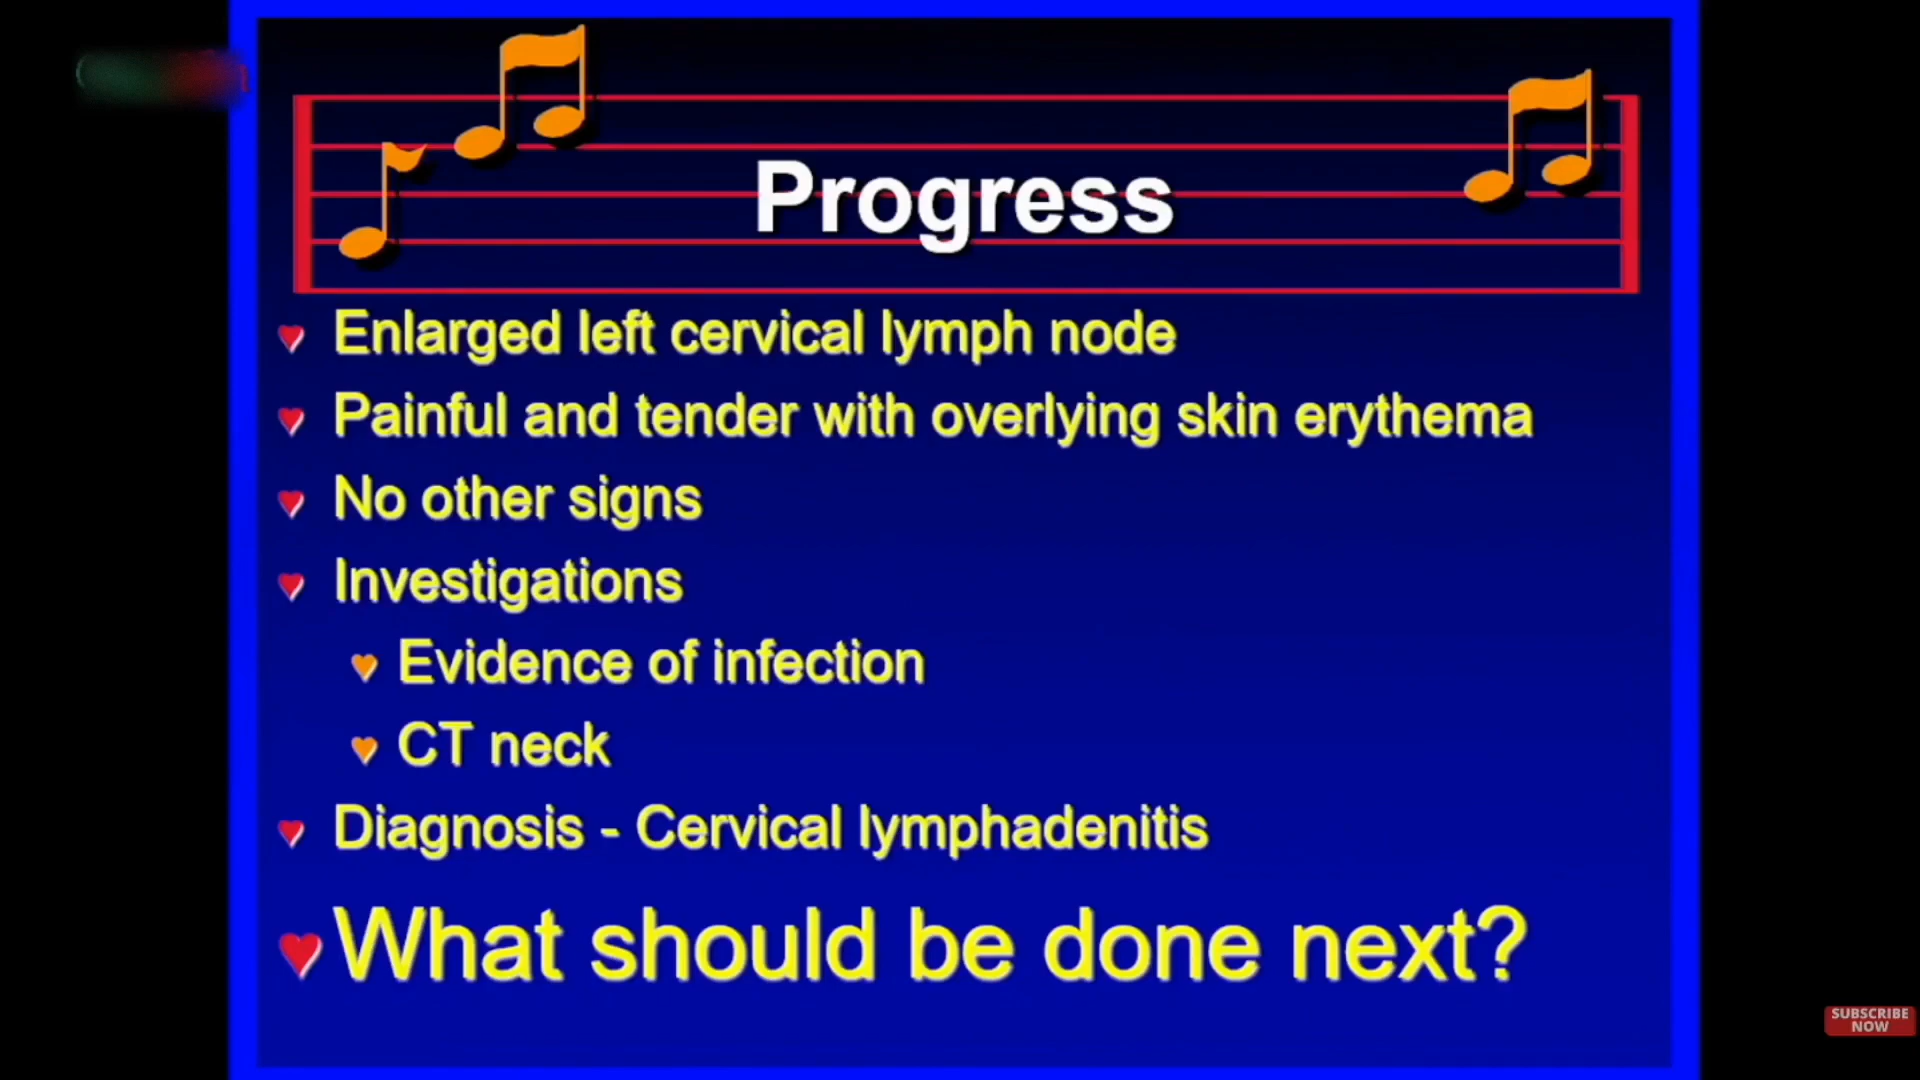 Progress
Enlarged left cervical lymph node
Painful and tender with overlying skin erythema
No other signs
Investigations
Evidence of infection
CT neck
Diagnosis - Cervical lymphadenitis
What should be done next?
SUBSCRIBE
NOW